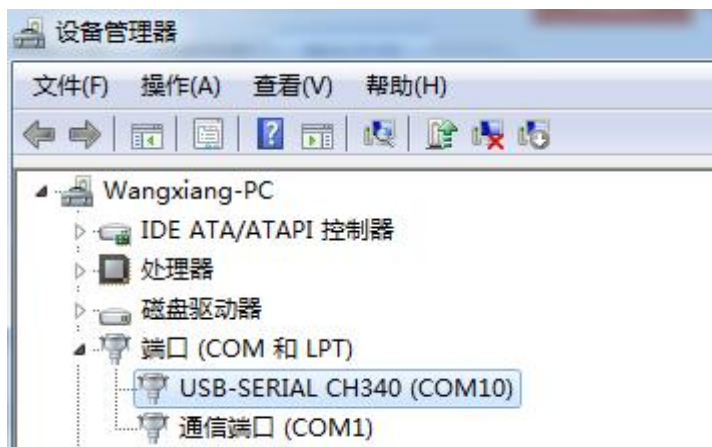 设备管理器
文件(F) 操作(A) 查看(V) 帮助(H)
Wangxiang-PC
IDE ATA/ATAPI 控制器
处理器
磁盘驱动器
端口 (COM 和 LPT)
USB-SERIAL CH340 (COM10)
通信端口 (COM1)